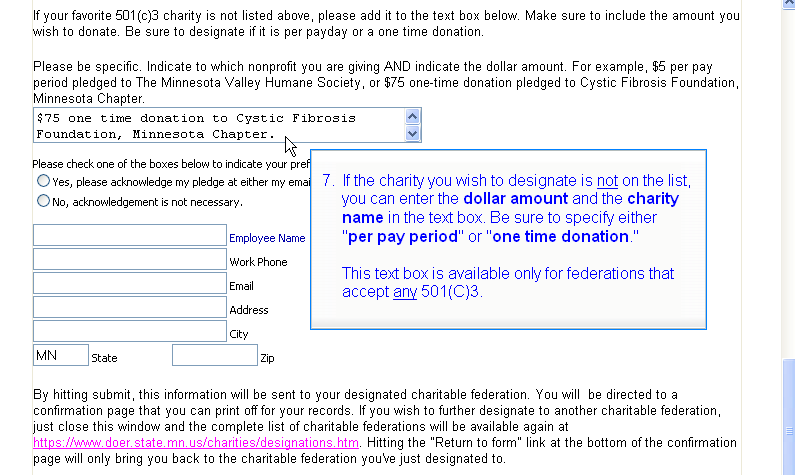 If your favorite 501(c)3 charity is not listed above, please add it to the text box below. Make sure to include the amount you
wish to donate. Be sure to designate if it is per payday or a one time donation.
Please be specific. Indicate to which nonprofit you are giving AND indicate the dollar amount. For example, $5 per pay
period pledged to The Minnesota Valley Humane Society, or $75 one-time donation pledged to Cystic Fibrosis Foundation,
Minnesota Chapter.
$75 one time donation to Cystic Fibrosis
Foundation, Minnesota Chapter.
Please check one of the boxes below to indicate your pref
Yes, please acknowledge my pledge at either my emai
No, acknowledgement is not necessary.
7. If the charity you wish to designate is not on the list,
you can enter the dollar amount and the charity
name in the text box. Be sure to specify either
"per pay period" or "one time donation."
This text box is available only for federations that
accept any 501(C)3.
Employee Name
Work Phone
Email
Address
City
MN State Zip
By hitting submit, this information will be sent to your designated charitable federation. You will be directed to a
confirmation page that you can print off for your records. If you wish to further designate to another charitable federation,
just close this window and the complete list of charitable federations will be available again at
https://www.doer.state.mn.us/charities/designations.htm. Hitting the "Return to form" link at the bottom of the confirmation
page will only bring you back to the charitable federation you've just designated to.